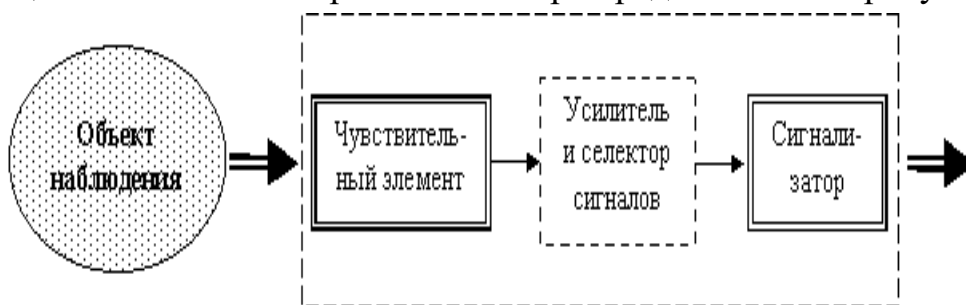 Объект
наблюдения
Чувствитель-
ный элемент
Усилитель
и селектор
сигналов
Сигнали-
затор